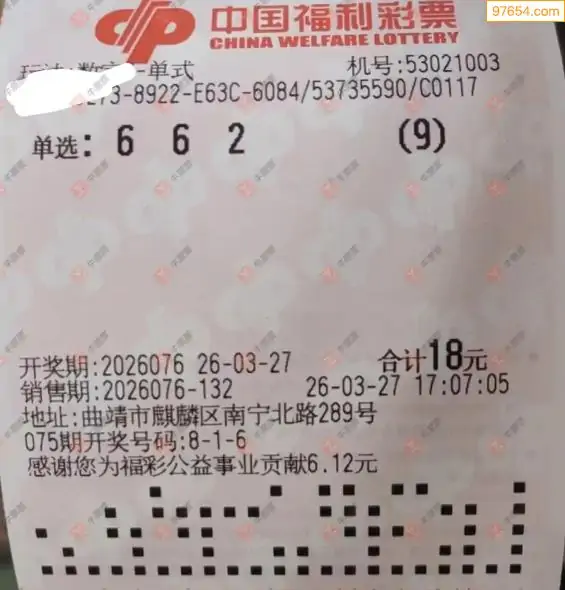 97654.com
中国福利彩票
CHINA WELFARE LOTTERY
机号:53021003
单式
273-8922-E63C-6084/53735590/C0117
单选: 6 6 2 (9)
开奖期:2026076 26-03-27 合计18元
销售期:2026076-132 26-03-27 17:07:05
地址:曲靖市麒麟区南宁北路289号
075期开奖号码:8-1-6
感谢您为福彩公益事业贡献6.12元